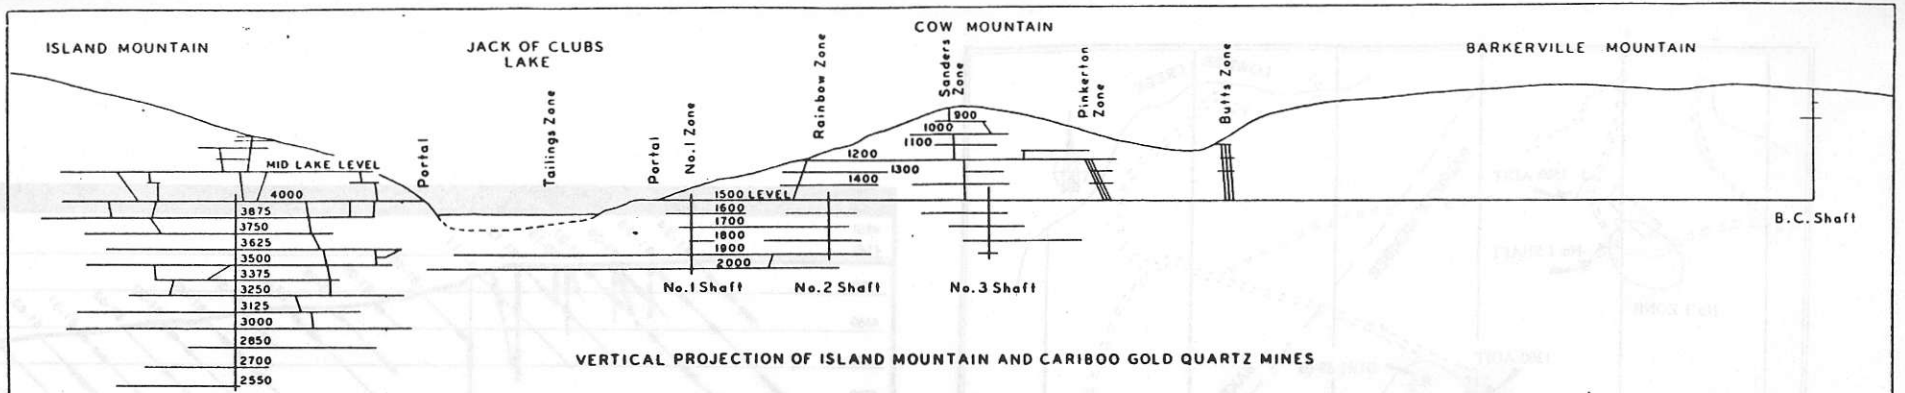 COW MOUNTAIN
ISLAND MOUNTAIN
JACK OF CLUBS
LAKE
BARKERVILLE MOUNTAIN
Portal
Tailings Zone
Portal
No.1 Zone
Rainbow Zone
Sanders
Zone
Pinkerton
Zone
Butts Zone
MID LAKE LEVEL
4000
3875
3750
3625
3500
3375
3250
3125
3000
2850
2700
2550
900
1000
1100
1200
1300
1400
1500 LEVEL
1600
1700
1800
1900
2000
No.1 Shaft
No.2 Shaft
No.3 Shaft
B.C. Shaft
VERTICAL PROJECTION OF ISLAND MOUNTAIN AND CARIBOO GOLD QUARTZ MINES